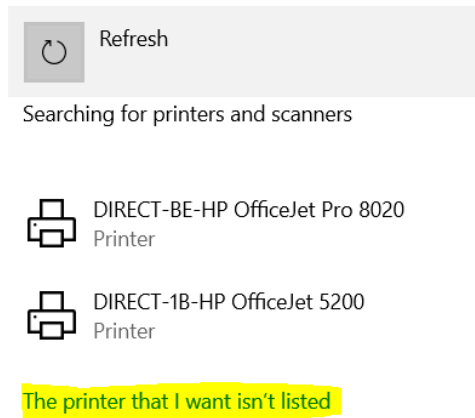 Refresh
Searching for printers and scanners
DIRECT-BE-HP OfficeJet Pro 8020
Printer
DIRECT-1B-HP OfficeJet 5200
Printer
The printer that I want isn’t listed